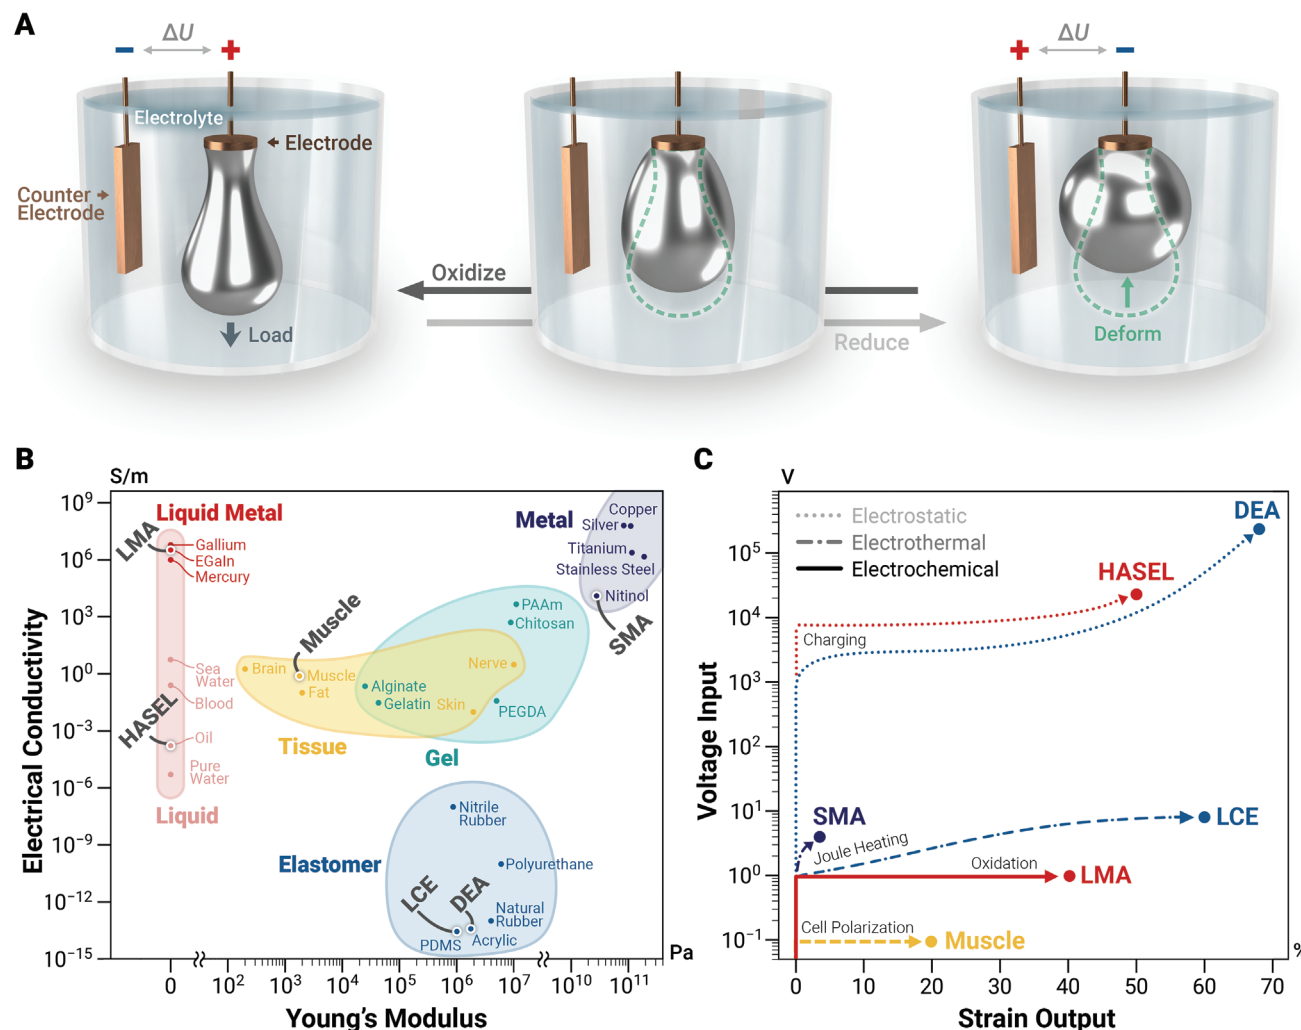 A
− ΔU +
+ ΔU −
Electrolyte
Electrode
Counter
Electrode
Oxidize
Load
Reduce
Deform
B
S/m
10⁹
10⁶
10³
10⁰
10⁻³
10⁻⁶
10⁻⁹
10⁻¹²
10⁻¹⁵
Electrical Conductivity
Liquid Metal
LMA
Gallium
EGaIn
Mercury
Sea
Water
Blood
HASEL
Oil
Pure
Water
Liquid
Muscle
Brain
Muscle
Fat
Tissue
Alginate
Gelatin
Skin
Nerve
PAAm
Chitosan
PEGDA
Gel
Metal
Copper
Silver
Titanium
Stainless Steel
Nitinol
SMA
Elastomer
Nitrile
Rubber
Polyurethane
LCE
DEA
Natural
Rubber
PDMS
Acrylic
Pa
0 10² 10³ 10⁴ 10⁵ 10⁶ 10⁷ 10¹⁰ 10¹¹
Young's Modulus
C
V
Electrostatic
Electrothermal
Electrochemical
10⁵
10⁴
10³
10²
10¹
10⁰
10⁻¹
Voltage Input
DEA
HASEL
Charging
SMA
Joule Heating
LCE
Oxidation
LMA
Cell Polarization
Muscle
0 10 20 30 40 50 60 70
Strain Output